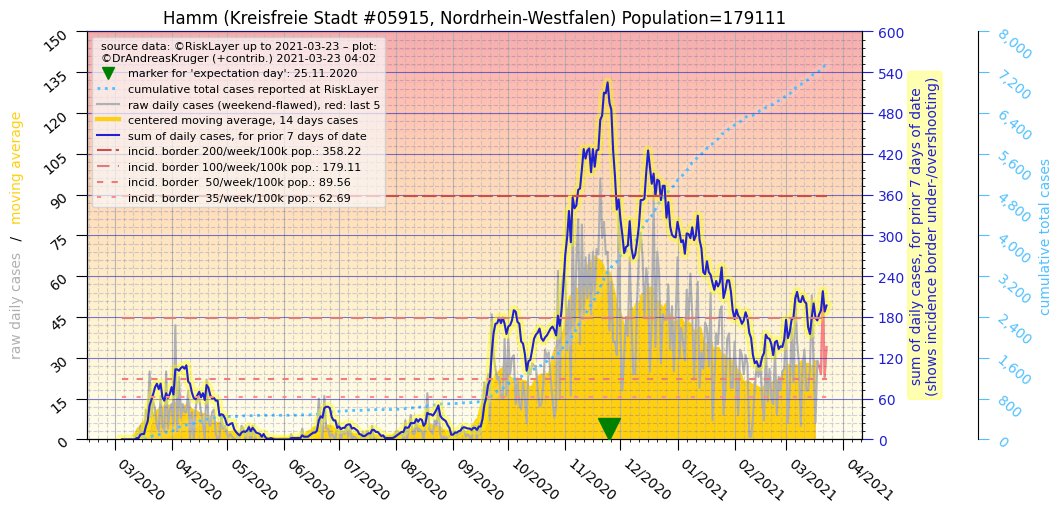 Hamm (Kreisfreie Stadt #05915, Nordrhein-Westfalen) Population=179111
source data: ©RiskLayer up to 2021-03-23 – plot:
©DrAndreasKruger (+contrib.) 2021-03-23 04:02
marker for 'expectation day': 25.11.2020
cumulative total cases reported at RiskLayer
raw daily cases (weekend-flawed), red: last 5
centered moving average, 14 days cases
sum of daily cases, for prior 7 days of date
incid. border 200/week/100k pop.: 358.22
incid. border 100/week/100k pop.: 179.11
incid. border  50/week/100k pop.: 89.56
incid. border  35/week/100k pop.: 62.69
raw daily cases / moving average
150
135
120
105
90
75
60
45
30
15
0
600
540
480
420
360
300
240
180
120
60
0
sum of daily cases, for prior 7 days of date
(shows incidence border under-/overshooting)
8,000
7,200
6,400
5,600
4,800
4,000
3,200
2,400
1,600
800
0
cumulative total cases
03/2020
04/2020
05/2020
06/2020
07/2020
08/2020
09/2020
10/2020
11/2020
12/2020
01/2021
02/2021
03/2021
04/2021